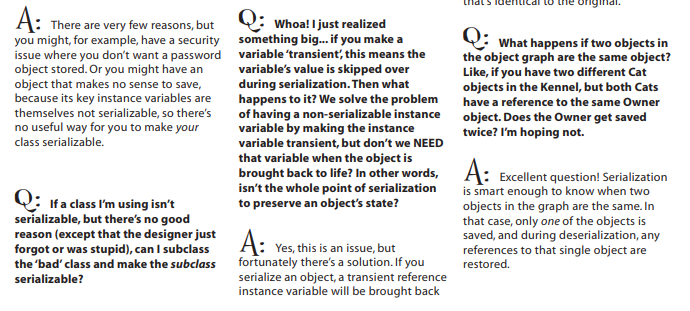 A: There are very few reasons, but
you might, for example, have a security
issue where you don't want a password
object stored. Or you might have an
object that makes no sense to save,
because its key instance variables are
themselves not serializable, so there's
no useful way for you to make your
class serializable.
Q: If a class I'm using isn't
serializable, but there's no good
reason (except that the designer just
forgot or was stupid), can I subclass
the 'bad' class and make the subclass
serializable?
Q: Whoa! I just realized
something big... if you make a
variable 'transient', this means the
variable's value is skipped over
during serialization. Then what
happens to it? We solve the problem
of having a non-serializable instance
variable by making the instance
variable transient, but don't we NEED
that variable when the object is
brought back to life? In other words,
isn't the whole point of serialization
to preserve an object's state?
A: Yes, this is an issue, but
fortunately there's a solution. If you
serialize an object, a transient reference
instance variable will be brought back
that's identical to the original.
Q: What happens if two objects in
the object graph are the same object?
Like, if you have two different Cat
objects in the Kennel, but both Cats
have a reference to the same Owner
object. Does the Owner get saved
twice? I'm hoping not.
A: Excellent question! Serialization
is smart enough to know when two
objects in the graph are the same. In
that case, only one of the objects is
saved, and during deserialization, any
references to that single object are
restored.